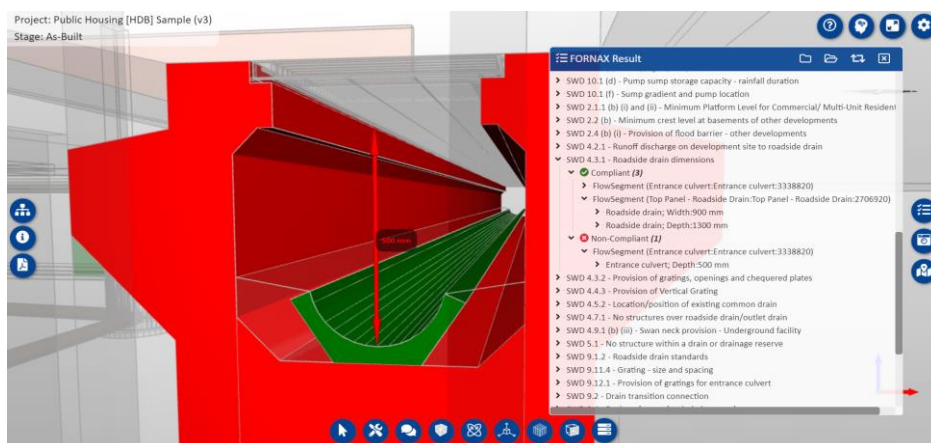 Project: Public Housing [HDB] Sample (v3)
Stage: As-Built
FORNAX Result
SWD 10.1 (d) - Pump sump storage capacity - rainfall duration
SWD 10.1 (f) - Sump gradient and pump location
SWD 2.1.1 (b) (i) and (ii) - Minimum Platform Level for Commercial/ Multi-Unit Resident
SWD 2.2 (b) - Minimum crest level at basements of other developments
SWD 2.4 (b) (i) - Provision of flood barrier - other developments
SWD 4.2.1 - Runoff discharge on development site to roadside drain
SWD 4.3.1 - Roadside drain dimensions
Compliant (3)
FlowSegment (Entrance culvert:Entrance culvert:3338820)
FlowSegment (Top Panel - Roadside Drain:Top Panel - Roadside Drain:2706920)
Roadside drain; Width:900 mm
Roadside drain; Depth:1300 mm
Non-Compliant (1)
FlowSegment (Entrance culvert:Entrance culvert:3338820)
Entrance culvert; Depth:500 mm
SWD 4.3.2 - Provision of gratings, openings and chequered plates
SWD 4.4.3 - Provision of Vertical Grating
SWD 4.5.2 - Location/position of existing common drain
SWD 4.7.1 - No structures over roadside drain/outlet drain
SWD 4.9.1 (b) (iii) - Swan neck provision - Underground facility
SWD 5.1 - No structure within a drain or drainage reserve
SWD 9.1.2 - Roadside drain standards
SWD 9.11.4 - Grating - size and spacing
SWD 9.12.1 - Provision of gratings for entrance culvert
SWD 9.2 - Drain transition connection
500 mm